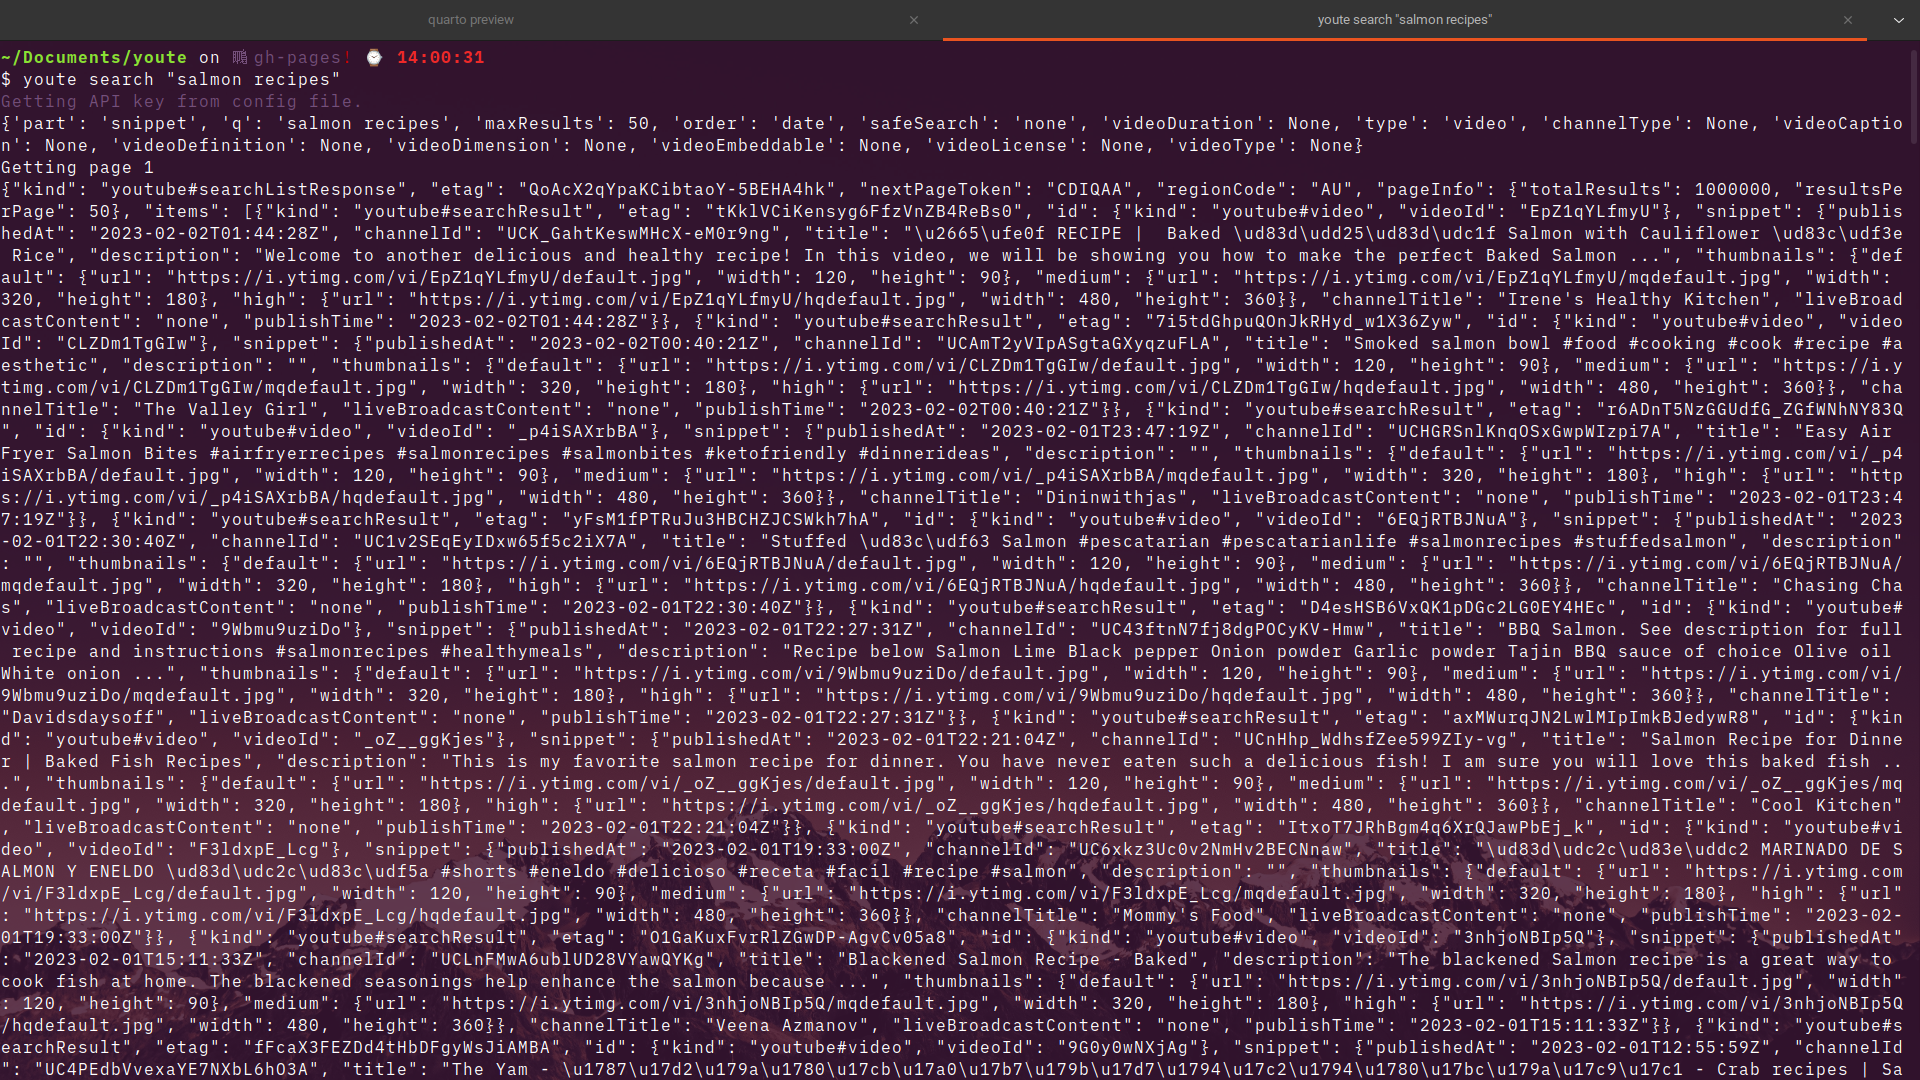 quarto preview
youte search "salmon recipes"
~/Documents/youte on gh-pages! ⌚ 14:00:31
$ youte search "salmon recipes"
Getting API key from config file.
{'part': 'snippet', 'q': 'salmon recipes', 'maxResults': 50, 'order': 'date', 'safeSearch': 'none', 'videoDuration': None, 'type': 'video', 'channelType': None, 'videoCaptio
n': None, 'videoDefinition': None, 'videoDimension': None, 'videoEmbeddable': None, 'videoLicense': None, 'videoType': None}
Getting page 1
{"kind": "youtube#searchListResponse", "etag": "QoAcX2qYpaKCibtaoY-5BEHA4hk", "nextPageToken": "CDIQAA", "regionCode": "AU", "pageInfo": {"totalResults": 1000000, "resultsPe
rPage": 50}, "items": [{"kind": "youtube#searchResult", "etag": "tKklVCiKensyg6FfzVnZB4ReBs0", "id": {"kind": "youtube#video", "videoId": "EpZ1qYLfmyU"}, "snippet": {"publis
hedAt": "2023-02-02T01:44:28Z", "channelId": "UCK_GahtKeswMHcX-eM0r9ng", "title": "\u2665\ufe0f RECIPE |  Baked \ud83d\udd25\ud83d\udc1f Salmon with Cauliflower \ud83c\udf3e
 Rice", "description": "Welcome to another delicious and healthy recipe! In this video, we will be showing you how to make the perfect Baked Salmon ...", "thumbnails": {"def
ault": {"url": "https://i.ytimg.com/vi/EpZ1qYLfmyU/default.jpg", "width": 120, "height": 90}, "medium": {"url": "https://i.ytimg.com/vi/EpZ1qYLfmyU/mqdefault.jpg", "width":
320, "height": 180}, "high": {"url": "https://i.ytimg.com/vi/EpZ1qYLfmyU/hqdefault.jpg", "width": 480, "height": 360}}, "channelTitle": "Irene's Healthy Kitchen", "liveBroad
castContent": "none", "publishTime": "2023-02-02T01:44:28Z"}}, {"kind": "youtube#searchResult", "etag": "7i5tdGhpuQOnJkRHyd_w1X36Zyw", "id": {"kind": "youtube#video", "video
Id": "CLZDm1TgGIw"}, "snippet": {"publishedAt": "2023-02-02T00:40:21Z", "channelId": "UCAmT2yVIpASgtaGXyqzuFLA", "title": "Smoked salmon bowl #food #cooking #cook #recipe #a
esthetic", "description": "", "thumbnails": {"default": {"url": "https://i.ytimg.com/vi/CLZDm1TgGIw/default.jpg", "width": 120, "height": 90}, "medium": {"url": "https://i.y
timg.com/vi/CLZDm1TgGIw/mqdefault.jpg", "width": 320, "height": 180}, "high": {"url": "https://i.ytimg.com/vi/CLZDm1TgGIw/hqdefault.jpg", "width": 480, "height": 360}}, "cha
nnelTitle": "The Valley Girl", "liveBroadcastContent": "none", "publishTime": "2023-02-02T00:40:21Z"}}, {"kind": "youtube#searchResult", "etag": "r6ADnT5NzGGUdfG_ZGfWNhNY83Q
", "id": {"kind": "youtube#video", "videoId": "_p4iSAXrbBA"}, "snippet": {"publishedAt": "2023-02-01T23:47:19Z", "channelId": "UCHGRSnlKnqOSxGwpWIzpi7A", "title": "Easy Air
Fryer Salmon Bites #airfryerrecipes #salmonrecipes #salmonbites #ketofriendly #dinnerideas", "description": "", "thumbnails": {"default": {"url": "https://i.ytimg.com/vi/_p4
iSAXrbBA/default.jpg", "width": 120, "height": 90}, "medium": {"url": "https://i.ytimg.com/vi/_p4iSAXrbBA/mqdefault.jpg", "width": 320, "height": 180}, "high": {"url": "http
s://i.ytimg.com/vi/_p4iSAXrbBA/hqdefault.jpg", "width": 480, "height": 360}}, "channelTitle": "Dininwithjas", "liveBroadcastContent": "none", "publishTime": "2023-02-01T23:4
7:19Z"}}, {"kind": "youtube#searchResult", "etag": "yFsM1fPTRuJu3HBCHZJCSWkh7hA", "id": {"kind": "youtube#video", "videoId": "6EQjRTBJNuA"}, "snippet": {"publishedAt": "2023
-02-01T22:30:40Z", "channelId": "UC1v2SEqEyIDxw65f5c2iX7A", "title": "Stuffed \ud83c\udf63 Salmon #pescatarian #pescatarianlife #salmonrecipes #stuffedsalmon", "description"
: "", "thumbnails": {"default": {"url": "https://i.ytimg.com/vi/6EQjRTBJNuA/default.jpg", "width": 120, "height": 90}, "medium": {"url": "https://i.ytimg.com/vi/6EQjRTBJNuA/
mqdefault.jpg", "width": 320, "height": 180}, "high": {"url": "https://i.ytimg.com/vi/6EQjRTBJNuA/hqdefault.jpg", "width": 480, "height": 360}}, "channelTitle": "Chasing Cha
s", "liveBroadcastContent": "none", "publishTime": "2023-02-01T22:30:40Z"}}, {"kind": "youtube#searchResult", "etag": "D4esHSB6VxQK1pDGc2LG0EY4HEc", "id": {"kind": "youtube#
video", "videoId": "9Wbmu9uziDo"}, "snippet": {"publishedAt": "2023-02-01T22:27:31Z", "channelId": "UC43ftnN7fj8dgPOCyKV-Hmw", "title": "BBQ Salmon. See description for full
 recipe and instructions #salmonrecipes #healthymeals", "description": "Recipe below Salmon Lime Black pepper Onion powder Garlic powder Tajin BBQ sauce of choice Olive oil
White onion ...", "thumbnails": {"default": {"url": "https://i.ytimg.com/vi/9Wbmu9uziDo/default.jpg", "width": 120, "height": 90}, "medium": {"url": "https://i.ytimg.com/vi/
9Wbmu9uziDo/mqdefault.jpg", "width": 320, "height": 180}, "high": {"url": "https://i.ytimg.com/vi/9Wbmu9uziDo/hqdefault.jpg", "width": 480, "height": 360}}, "channelTitle":
"Davidsdaysoff", "liveBroadcastContent": "none", "publishTime": "2023-02-01T22:27:31Z"}}, {"kind": "youtube#searchResult", "etag": "axMWurqJN2LwlMIpImkBJedywR8", "id": {"kin
d": "youtube#video", "videoId": "_oZ__ggKjes"}, "snippet": {"publishedAt": "2023-02-01T22:21:04Z", "channelId": "UCnHhp_WdhsfZee599ZIy-vg", "title": "Salmon Recipe for Dinne
r | Baked Fish Recipes", "description": "This is my favorite salmon recipe for dinner. You have never eaten such a delicious fish! I am sure you will love this baked fish ..
.", "thumbnails": {"default": {"url": "https://i.ytimg.com/vi/_oZ__ggKjes/default.jpg", "width": 120, "height": 90}, "medium": {"url": "https://i.ytimg.com/vi/_oZ__ggKjes/mq
default.jpg", "width": 320, "height": 180}, "high": {"url": "https://i.ytimg.com/vi/_oZ__ggKjes/hqdefault.jpg", "width": 480, "height": 360}}, "channelTitle": "Cool Kitchen"
, "liveBroadcastContent": "none", "publishTime": "2023-02-01T22:21:04Z"}}, {"kind": "youtube#searchResult", "etag": "ItxoT7JRhBgm4q6XrQJawPbEj_k", "id": {"kind": "youtube#vi
deo", "videoId": "F3ldxpE_Lcg"}, "snippet": {"publishedAt": "2023-02-01T19:33:00Z", "channelId": "UC6xkz3Uc0v2NmHv2BECNnaw", "title": "\ud83d\udc2c\ud83e\uddc2 MARINADO DE S
ALMON Y ENELDO \ud83d\udc2c\ud83c\udf5a #shorts #eneldo #delicioso #receta #facil #recipe #salmon", "description": "", "thumbnails": {"default": {"url": "https://i.ytimg.com
/vi/F3ldxpE_Lcg/default.jpg", "width": 120, "height": 90}, "medium": {"url": "https://i.ytimg.com/vi/F3ldxpE_Lcg/mqdefault.jpg", "width": 320, "height": 180}, "high": {"url"
: "https://i.ytimg.com/vi/F3ldxpE_Lcg/hqdefault.jpg", "width": 480, "height": 360}}, "channelTitle": "Mommy's Food", "liveBroadcastContent": "none", "publishTime": "2023-02-
01T19:33:00Z"}}, {"kind": "youtube#searchResult", "etag": "O1GaKuxFvrRlZGwDP-AgvCv05a8", "id": {"kind": "youtube#video", "videoId": "3nhjoNBIp5Q"}, "snippet": {"publishedAt"
: "2023-02-01T15:11:33Z", "channelId": "UCLnFMwA6ublUD28VYawQYKg", "title": "Blackened Salmon Recipe - Baked", "description": "The blackened Salmon recipe is a great way to
cook fish at home. The blackened seasonings help enhance the salmon because ...", "thumbnails": {"default": {"url": "https://i.ytimg.com/vi/3nhjoNBIp5Q/default.jpg", "width"
: 120, "height": 90}, "medium": {"url": "https://i.ytimg.com/vi/3nhjoNBIp5Q/mqdefault.jpg", "width": 320, "height": 180}, "high": {"url": "https://i.ytimg.com/vi/3nhjoNBIp5Q
/hqdefault.jpg", "width": 480, "height": 360}}, "channelTitle": "Veena Azmanov", "liveBroadcastContent": "none", "publishTime": "2023-02-01T15:11:33Z"}}, {"kind": "youtube#s
earchResult", "etag": "fFcaX3FEZDd4tHbDFgyWsJiAMBA", "id": {"kind": "youtube#video", "videoId": "9G0y0wNXjAg"}, "snippet": {"publishedAt": "2023-02-01T12:55:59Z", "channelId
": "UC4PEdbVvexaYE7NXbL6hO3A", "title": "The Yam - \u1787\u17d2\u179a\u1780\u17cb\u17a0\u17b7\u179b\u17d7\u1794\u17c2\u1794\u1780\u17bc\u179a\u17c9\u17c1 - Crab recipes | Sa